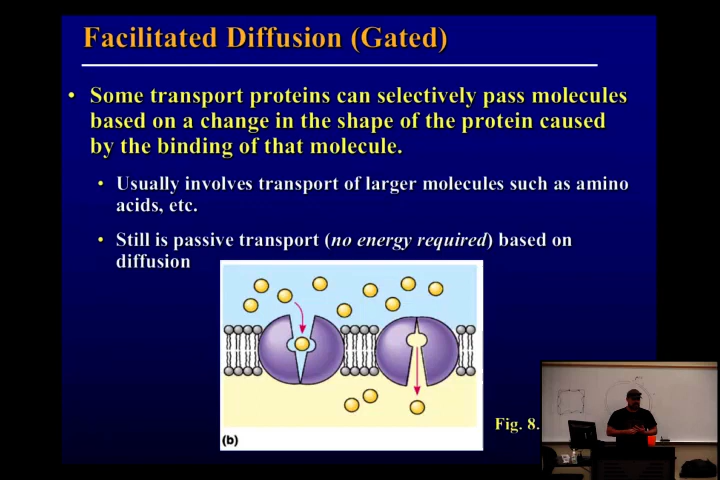 Facilitated Diffusion (Gated)
• Some transport proteins can selectively pass molecules
based on a change in the shape of the protein caused
by the binding of that molecule.
• Usually involves transport of larger molecules such as amino
acids, etc.
• Still is passive transport (no energy required) based on
diffusion
Fig. 8.
(b)